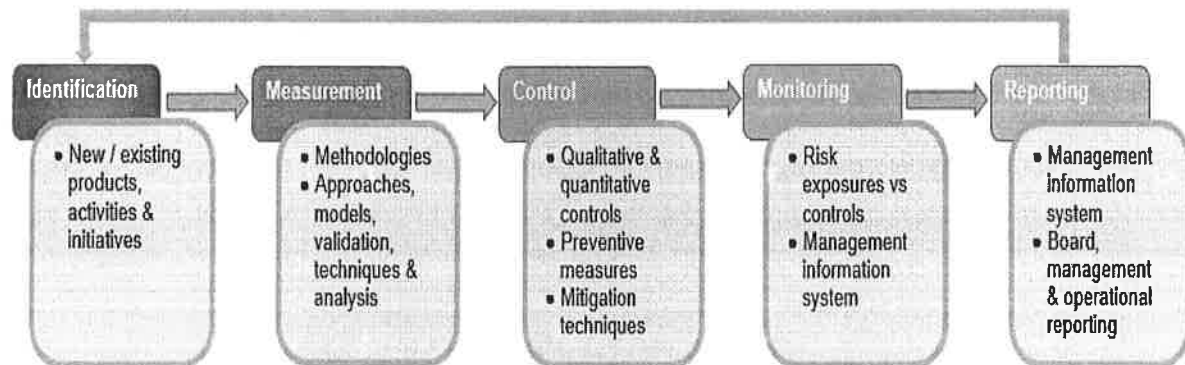 Identification
Measurement
Control
Monitoring
Reporting
• New / existing
products,
activities &
initiatives
• Methodologies
• Approaches,
models,
validation,
techniques &
analysis
• Qualitative &
quantitative
controls
• Preventive
measures
• Mitigation
techniques
• Risk
exposures vs
controls
• Management
information
system
• Management
information
system
• Board,
management
& operational
reporting